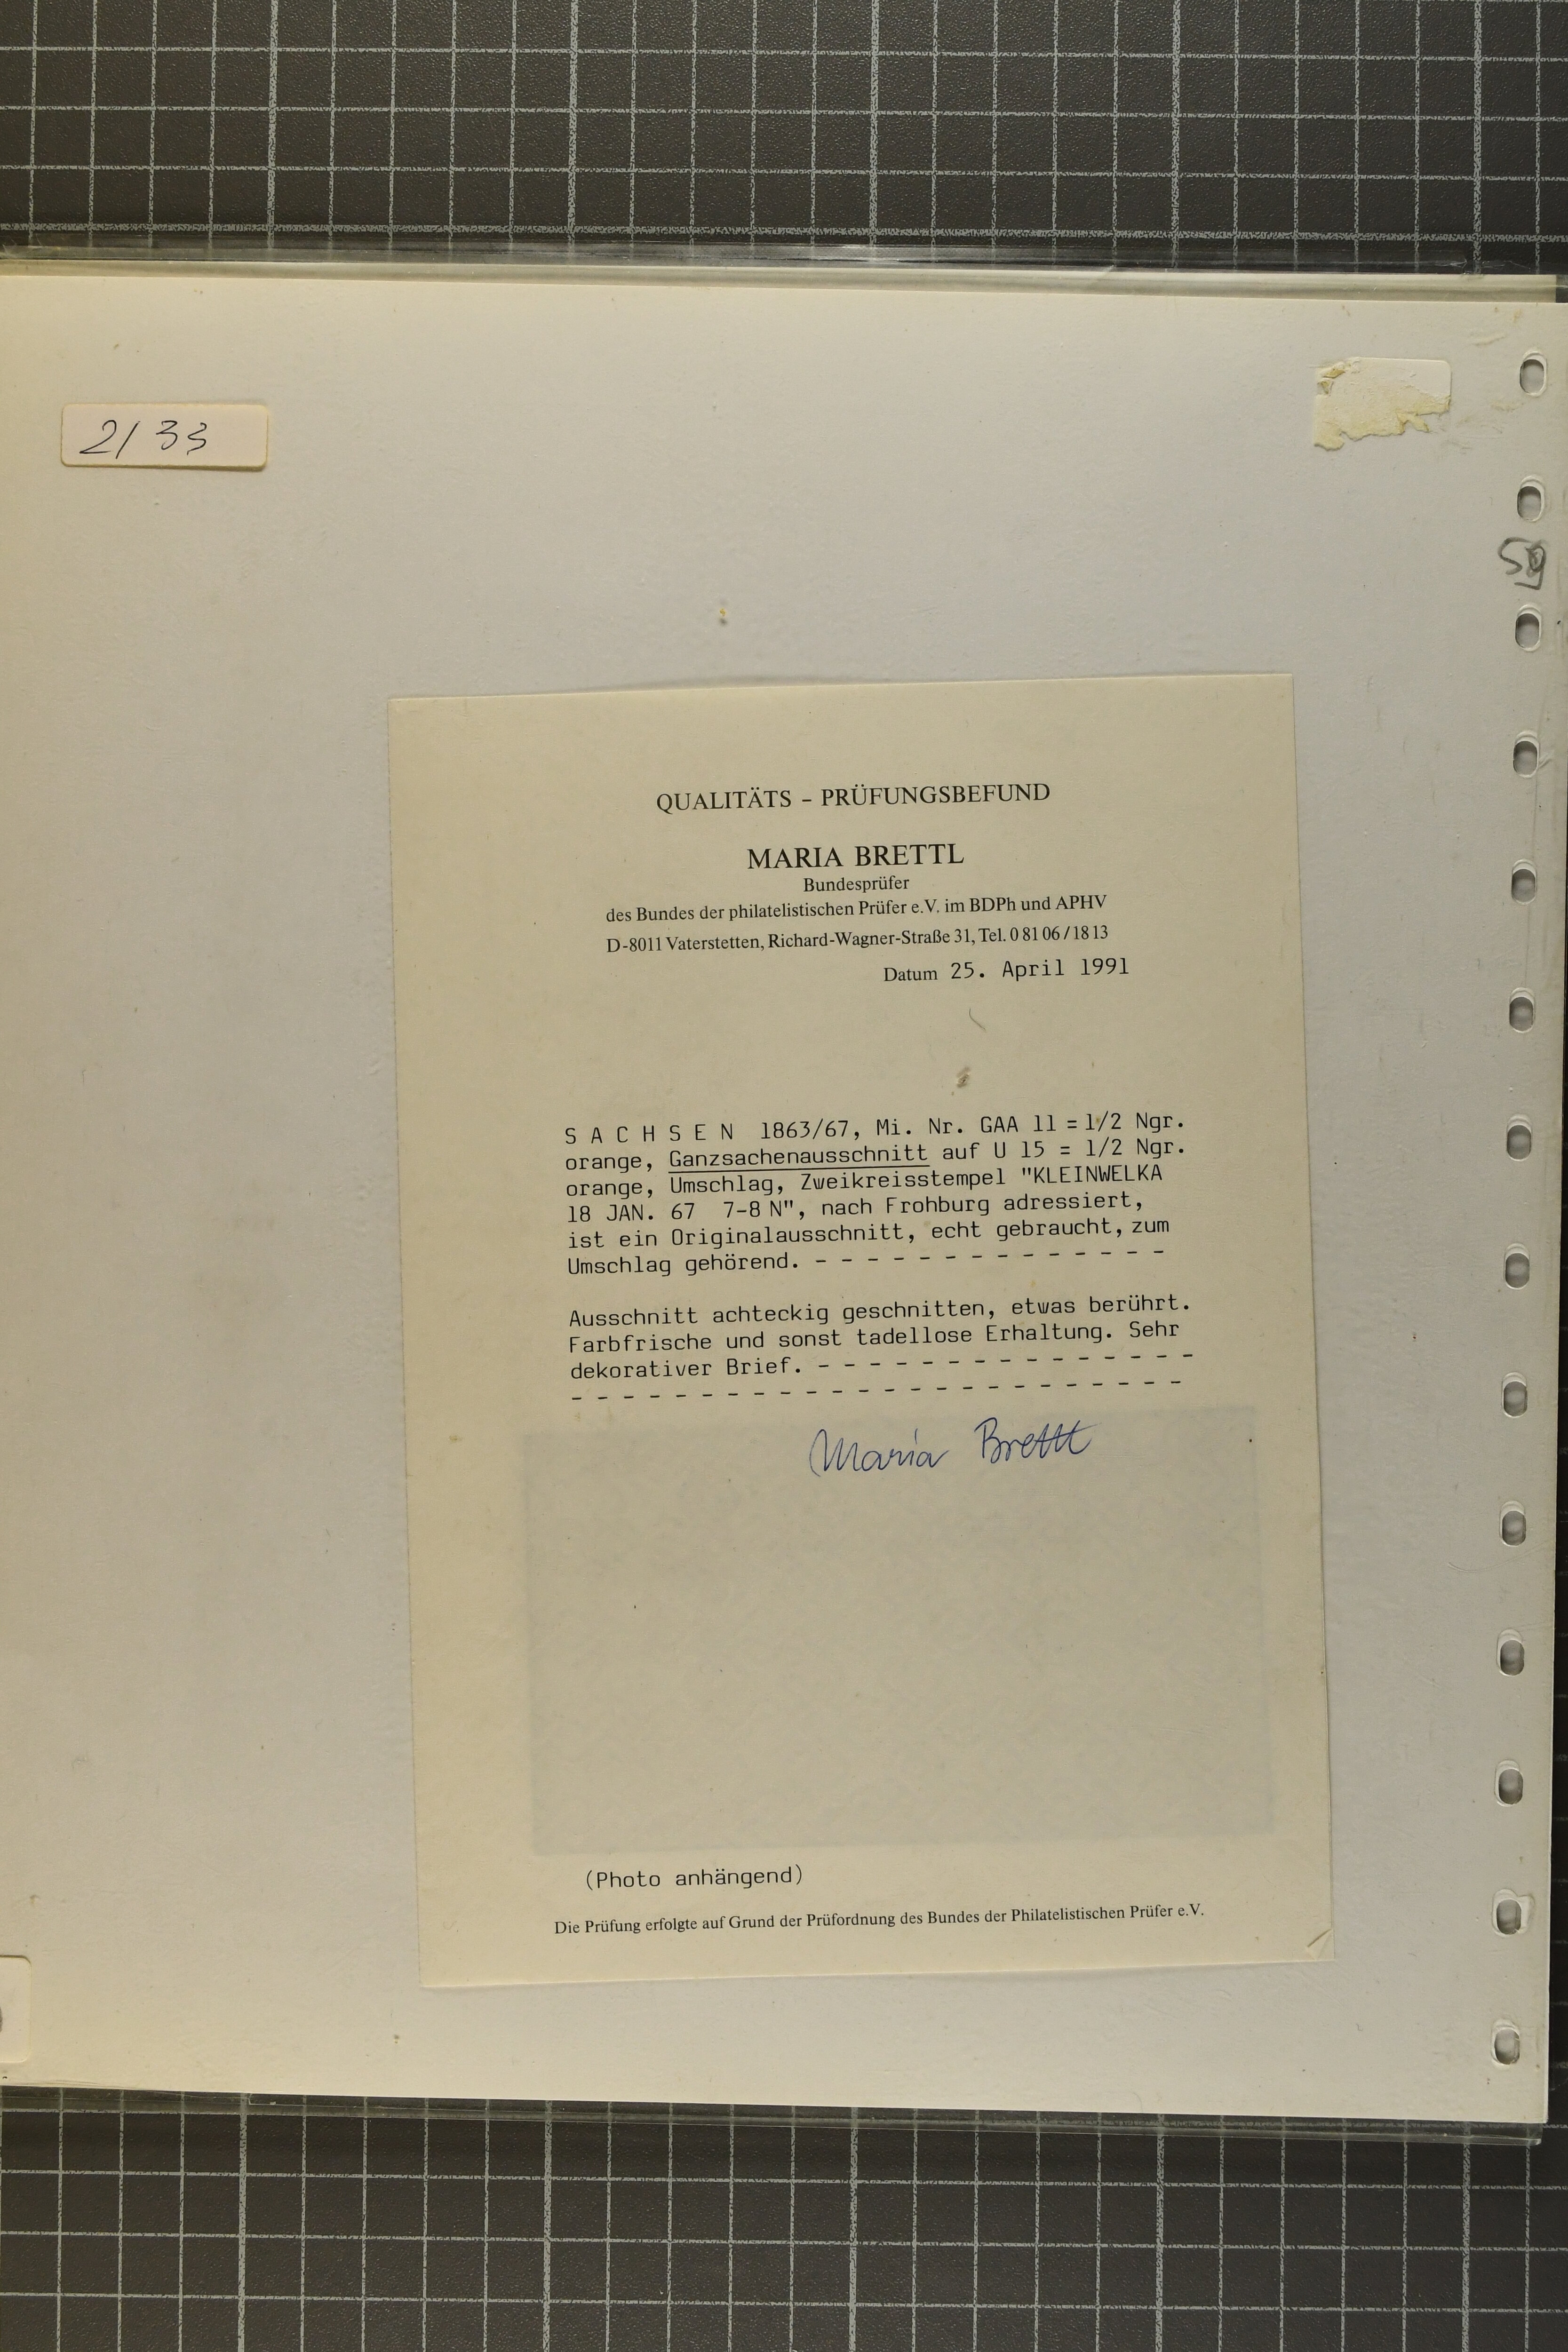 2/33
59
QUALITÄTS – PRÜFUNGSBEFUND
MARIA BRETTL
Bundesprüfer
des Bundes der philatelistischen Prüfer e.V. im BDPh und APHV
D-8011 Vaterstetten, Richard-Wagner-Straße 31, Tel. 0 81 06 / 18 13
Datum 25. April 1991
S A C H S E N 1863/67, Mi. Nr. GAA 11 = 1/2 Ngr.
orange, Ganzsachenausschnitt auf U 15 = 1/2 Ngr.
orange, Umschlag, Zweikreisstempel "KLEINWELKA
18 JAN. 67 7-8 N", nach Frohburg adressiert,
ist ein Originalausschnitt, echt gebraucht, zum
Umschlag gehörend. - - - - - - - - - - - - - -
Ausschnitt achteckig geschnitten, etwas berührt.
Farbfrische und sonst tadellose Erhaltung. Sehr
dekorativer Brief. - - - - - - - - - - - - - - -
- - - - - - - - - - - - - - - - - - - - - - - -
Maria Brettl
(Photo anhängend)
Die Prüfung erfolgte auf Grund der Prüfordnung des Bundes der Philatelistischen Prüfer e.V.